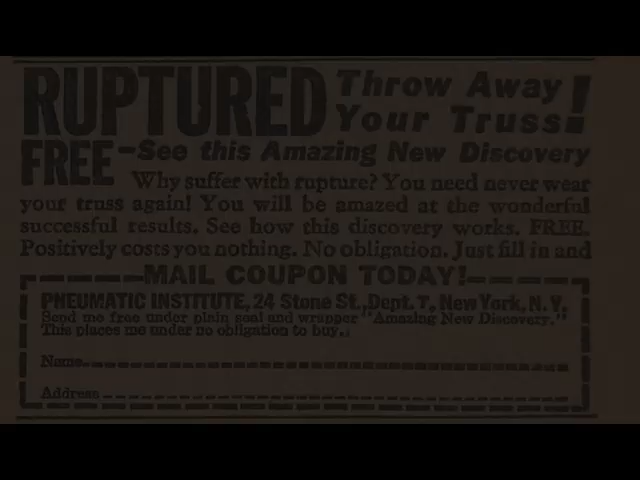 RUPTURED Throw Away
Your Truss!
FREE-See this Amazing New Discovery
Why suffer with rupture? You need never wear
your truss again! You will be amazed at the wonderful
successful results. See how this discovery works. FREE.
Positively costs you nothing. No obligation. Just fill in and
MAIL COUPON TODAY!
PNEUMATIC INSTITUTE, 24 Stone St., Dept. T, New York, N. Y.
Send me free under plain seal and wrapper "Amazing New Discovery."
This places me under no obligation to buy.
Name
Address